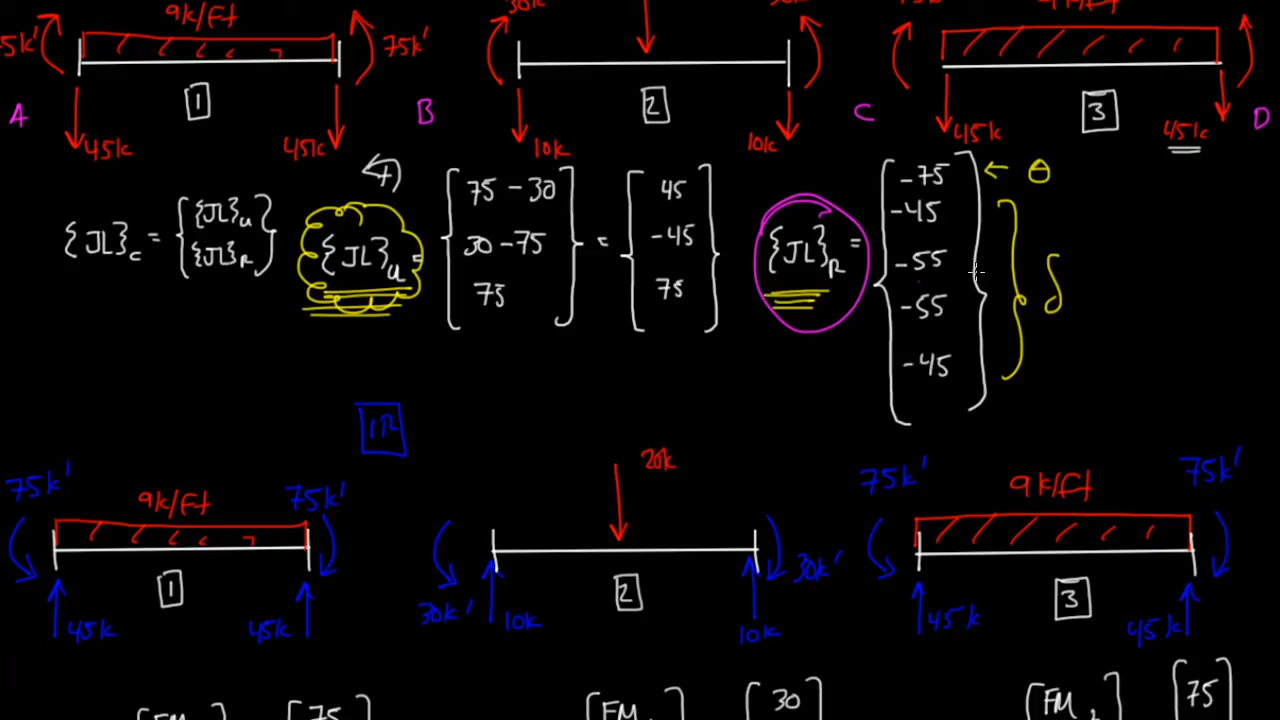 9k/Ft
30k
5k'
75k'
A
1
B
2
C
3
D
45k
45k
10k
10k
45k
45k
+
{JL}c = { {JL}u {JL}R }
{JL}u = { 75 - 30
30 - 75
75 } = { 45
-45
75 }
{JL}R = { -75
-45
-55
-55
-45 }
← θ
δ
75k'
9k/Ft
75k'
20k
75k'
9k/Ft
75k'
1
2
3
30k'
30k'
45k
45k
10k
10k
45k
45k
[FM
[75
[FM
[30]
[FM
[75